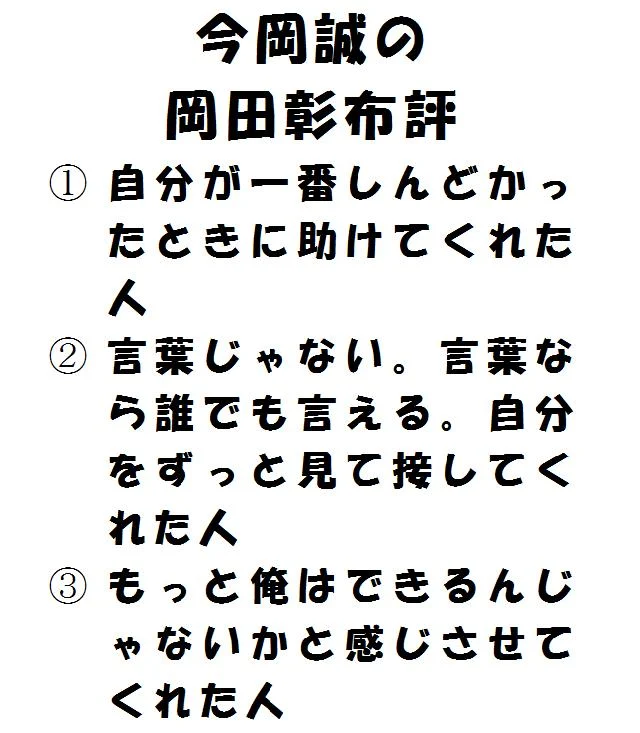 今岡誠の
岡田彰布評
① 自分が一番しんどかっ
たときに助けてくれた
人
② 言葉じゃない。言葉な
ら誰でも言える。自分
をずっと見て接してく
れた人
③ もっと俺はできるんじ
ゃないかと感じさせて
くれた人